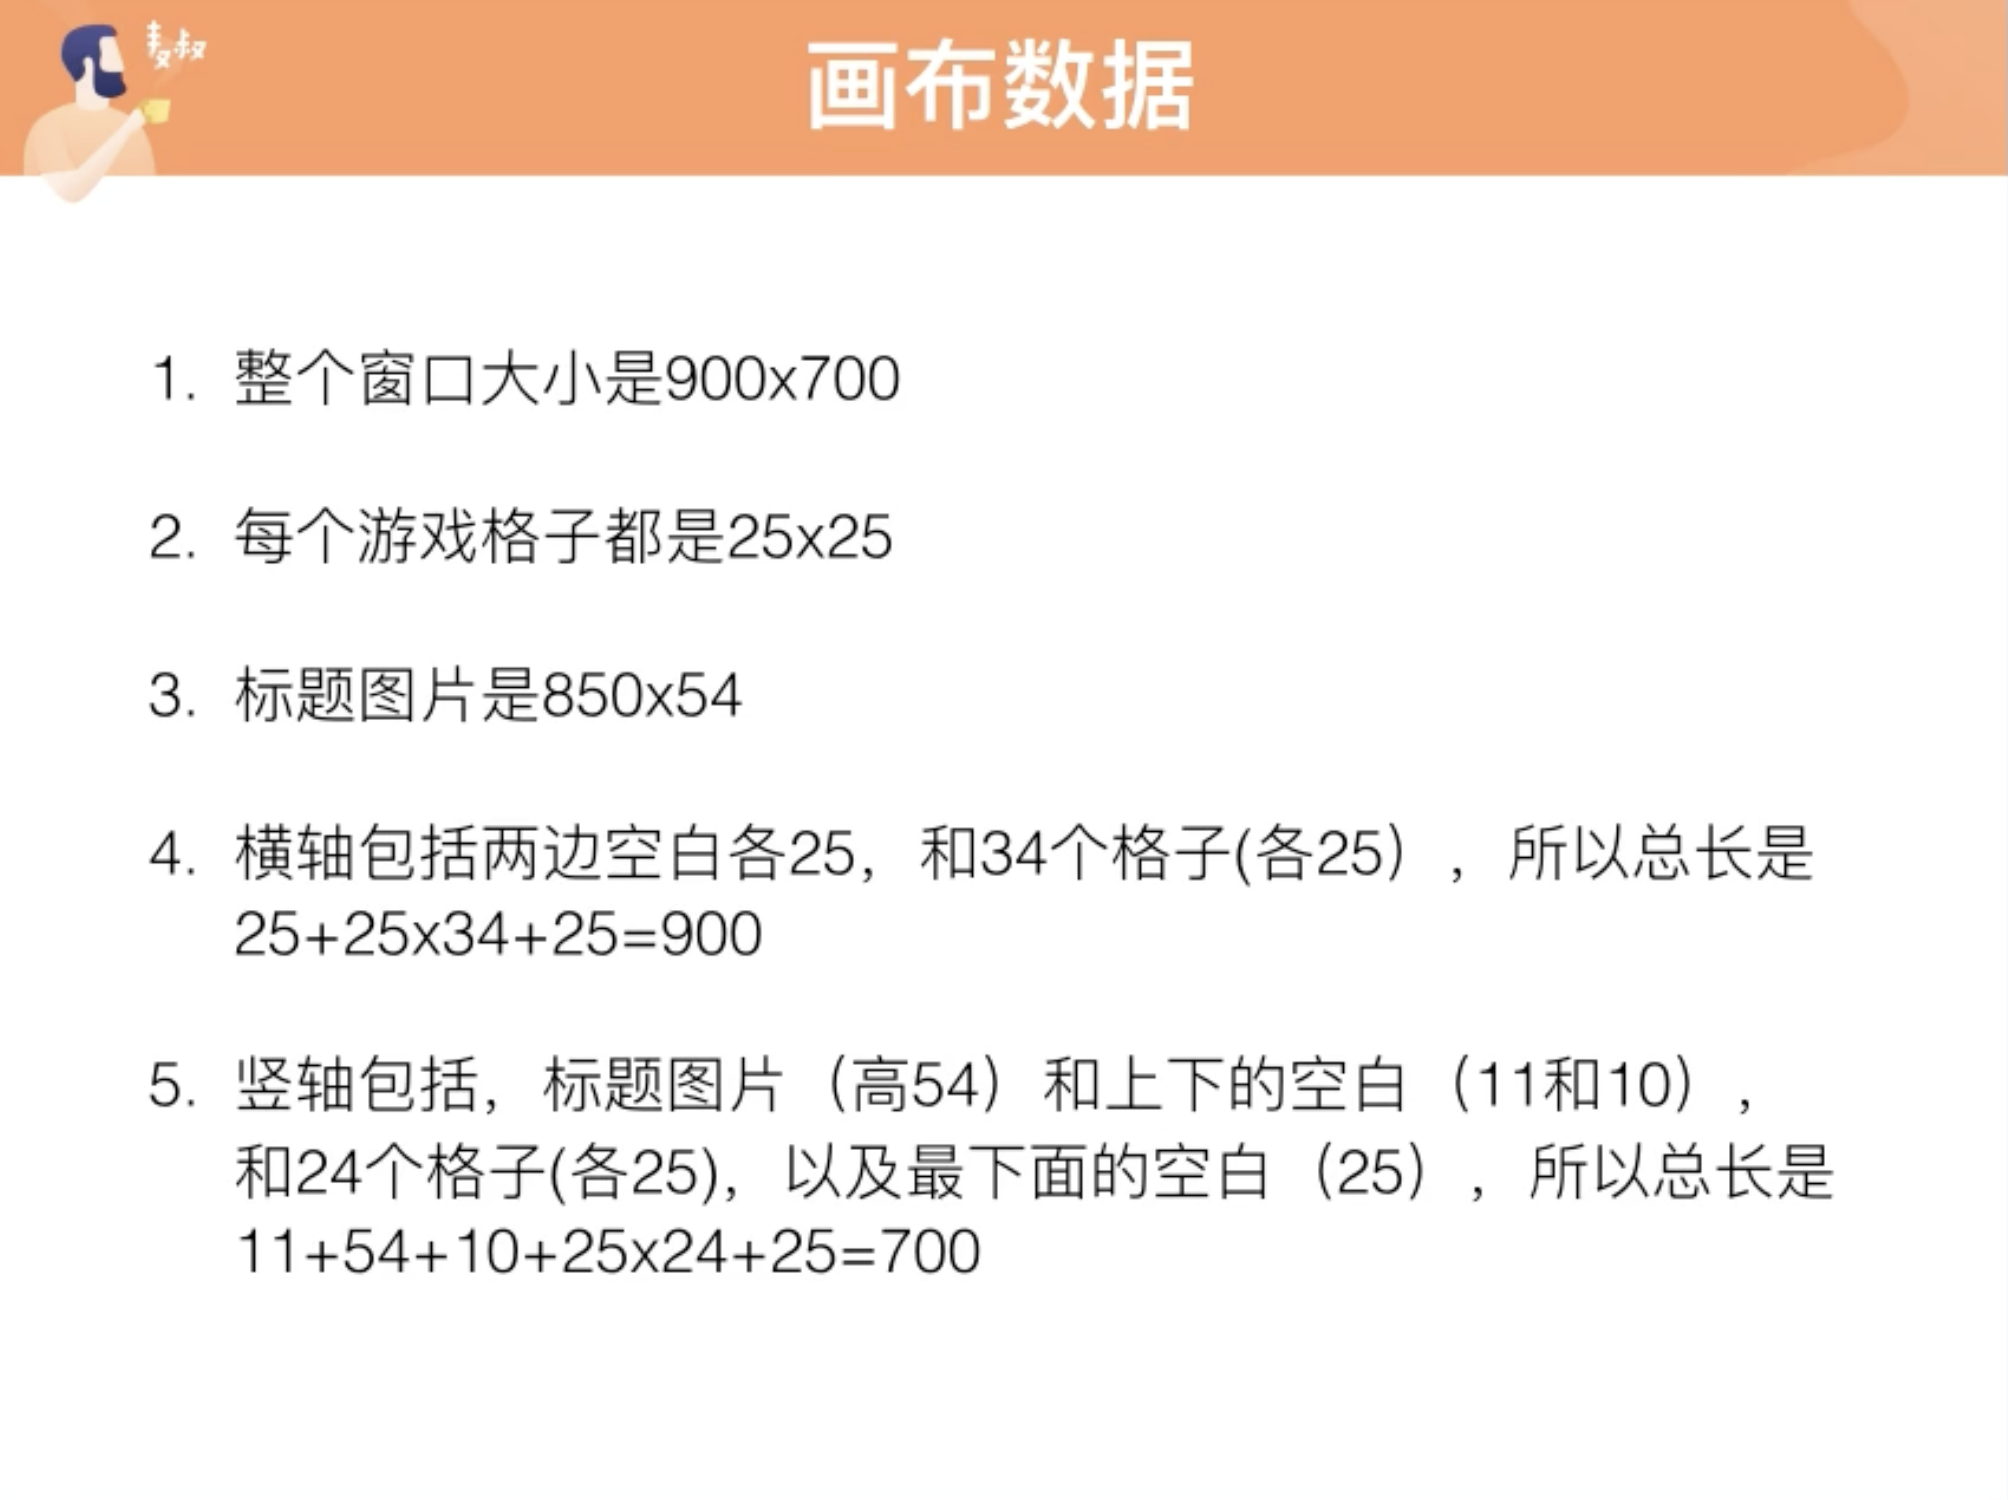 麦叔
画布数据
1. 整个窗口大小是900x700
2. 每个游戏格子都是25x25
3. 标题图片是850x54
4. 横轴包括两边空白各25，和34个格子(各25），所以总长是
25+25x34+25=900
5. 竖轴包括，标题图片（高54）和上下的空白（11和10），
和24个格子(各25)，以及最下面的空白（25），所以总长是
11+54+10+25x24+25=700